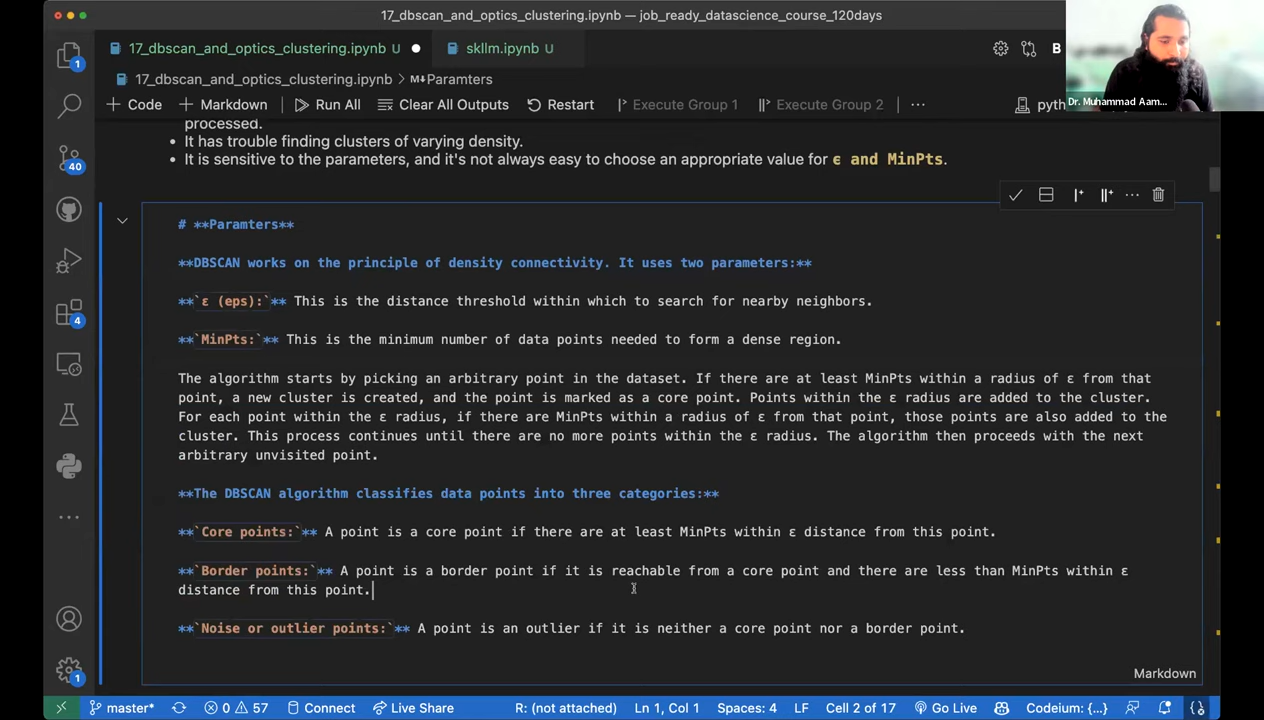 17_dbscan_and_optics_clustering.ipynb — job_ready_datascience_course_120days
17_dbscan_and_optics_clustering.ipynb U
skllm.ipynb U
B
17_dbscan_and_optics_clustering.ipynb > M↓Paramters
Dr. Muhammad Aam...
+ Code + Markdown Run All Clear All Outputs Restart Execute Group 1 Execute Group 2 ... pyth
processed.
• It has trouble finding clusters of varying density.
• It is sensitive to the parameters, and it's not always easy to choose an appropriate value for ϵ and MinPts.
# **Paramters**
**DBSCAN works on the principle of density connectivity. It uses two parameters:**
**`ε (eps):`** This is the distance threshold within which to search for nearby neighbors.
**`MinPts:`** This is the minimum number of data points needed to form a dense region.
The algorithm starts by picking an arbitrary point in the dataset. If there are at least MinPts within a radius of ε from that
point, a new cluster is created, and the point is marked as a core point. Points within the ε radius are added to the cluster.
For each point within the ε radius, if there are MinPts within a radius of ε from that point, those points are also added to the
cluster. This process continues until there are no more points within the ε radius. The algorithm then proceeds with the next
arbitrary unvisited point.
**The DBSCAN algorithm classifies data points into three categories:**
**`Core points:`** A point is a core point if there are at least MinPts within ε distance from this point.
**`Border points:`** A point is a border point if it is reachable from a core point and there are less than MinPts within ε
distance from this point.
**`Noise or outlier points:`** A point is an outlier if it is neither a core point nor a border point.
Markdown
1
40
4
1
master* 0 57 Connect Live Share R: (not attached) Ln 1, Col 1 Spaces: 4 LF Cell 2 of 17 Go Live Codeium: {...}